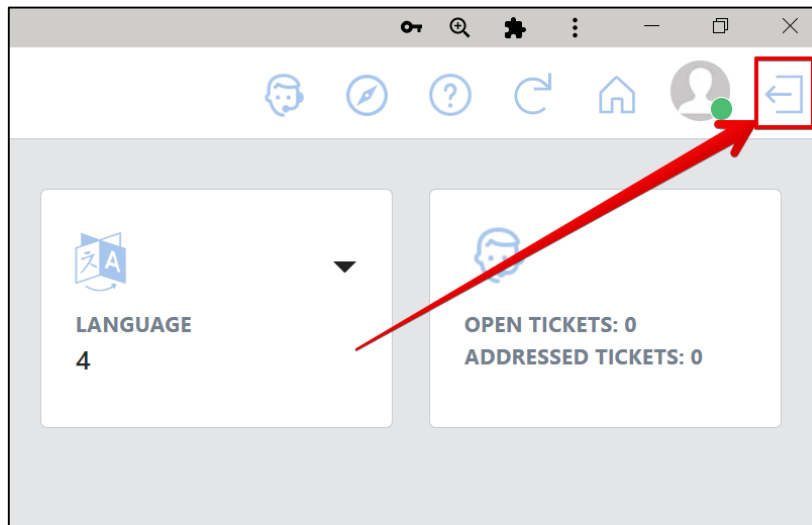 LANGUAGE
4
OPEN TICKETS: 0
ADDRESSED TICKETS: 0